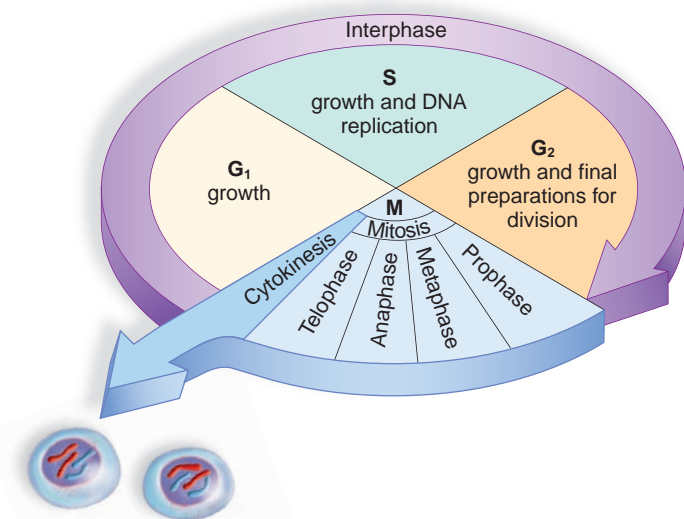 Interphase
S
growth and DNA
replication
G₁
growth
G₂
growth and final
preparations for
division
M
Mitosis
Cytokinesis
Telophase
Anaphase
Metaphase
Prophase